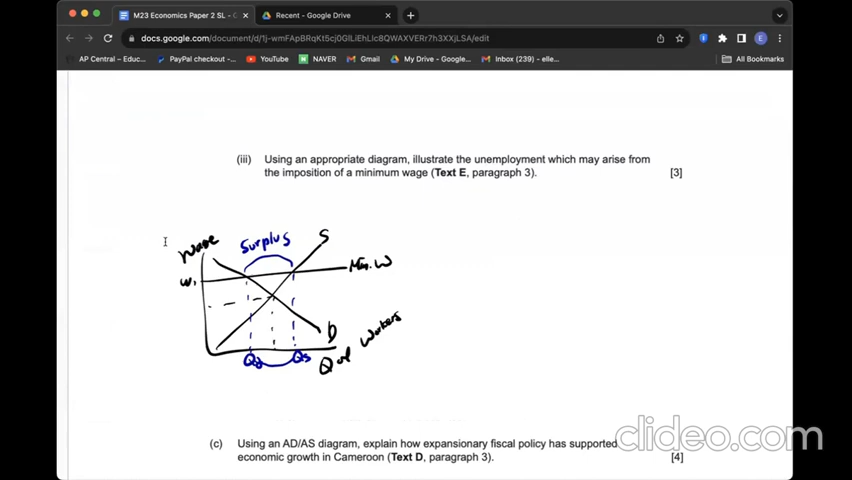 M23 Economics Paper 2 SL - C
Recent - Google Drive
docs.google.com/document/d/1j-wmFApBRqKt5cj0GlLiEhLlc8QWAXVERr7h3XXjLSA/edit
AP Central – Educ...
PayPal checkout -...
YouTube
NAVER
Gmail
My Drive - Google...
Inbox (239) - elle...
All Bookmarks
E
(iii) Using an appropriate diagram, illustrate the unemployment which may arise from
the imposition of a minimum wage (Text E, paragraph 3). [3]
Wage
Surplus
S
Min. W
W1
D
Qd
Qs
Q of workers
(c) Using an AD/AS diagram, explain how expansionary fiscal policy has supported
economic growth in Cameroon (Text D, paragraph 3). [4]
clideo.com